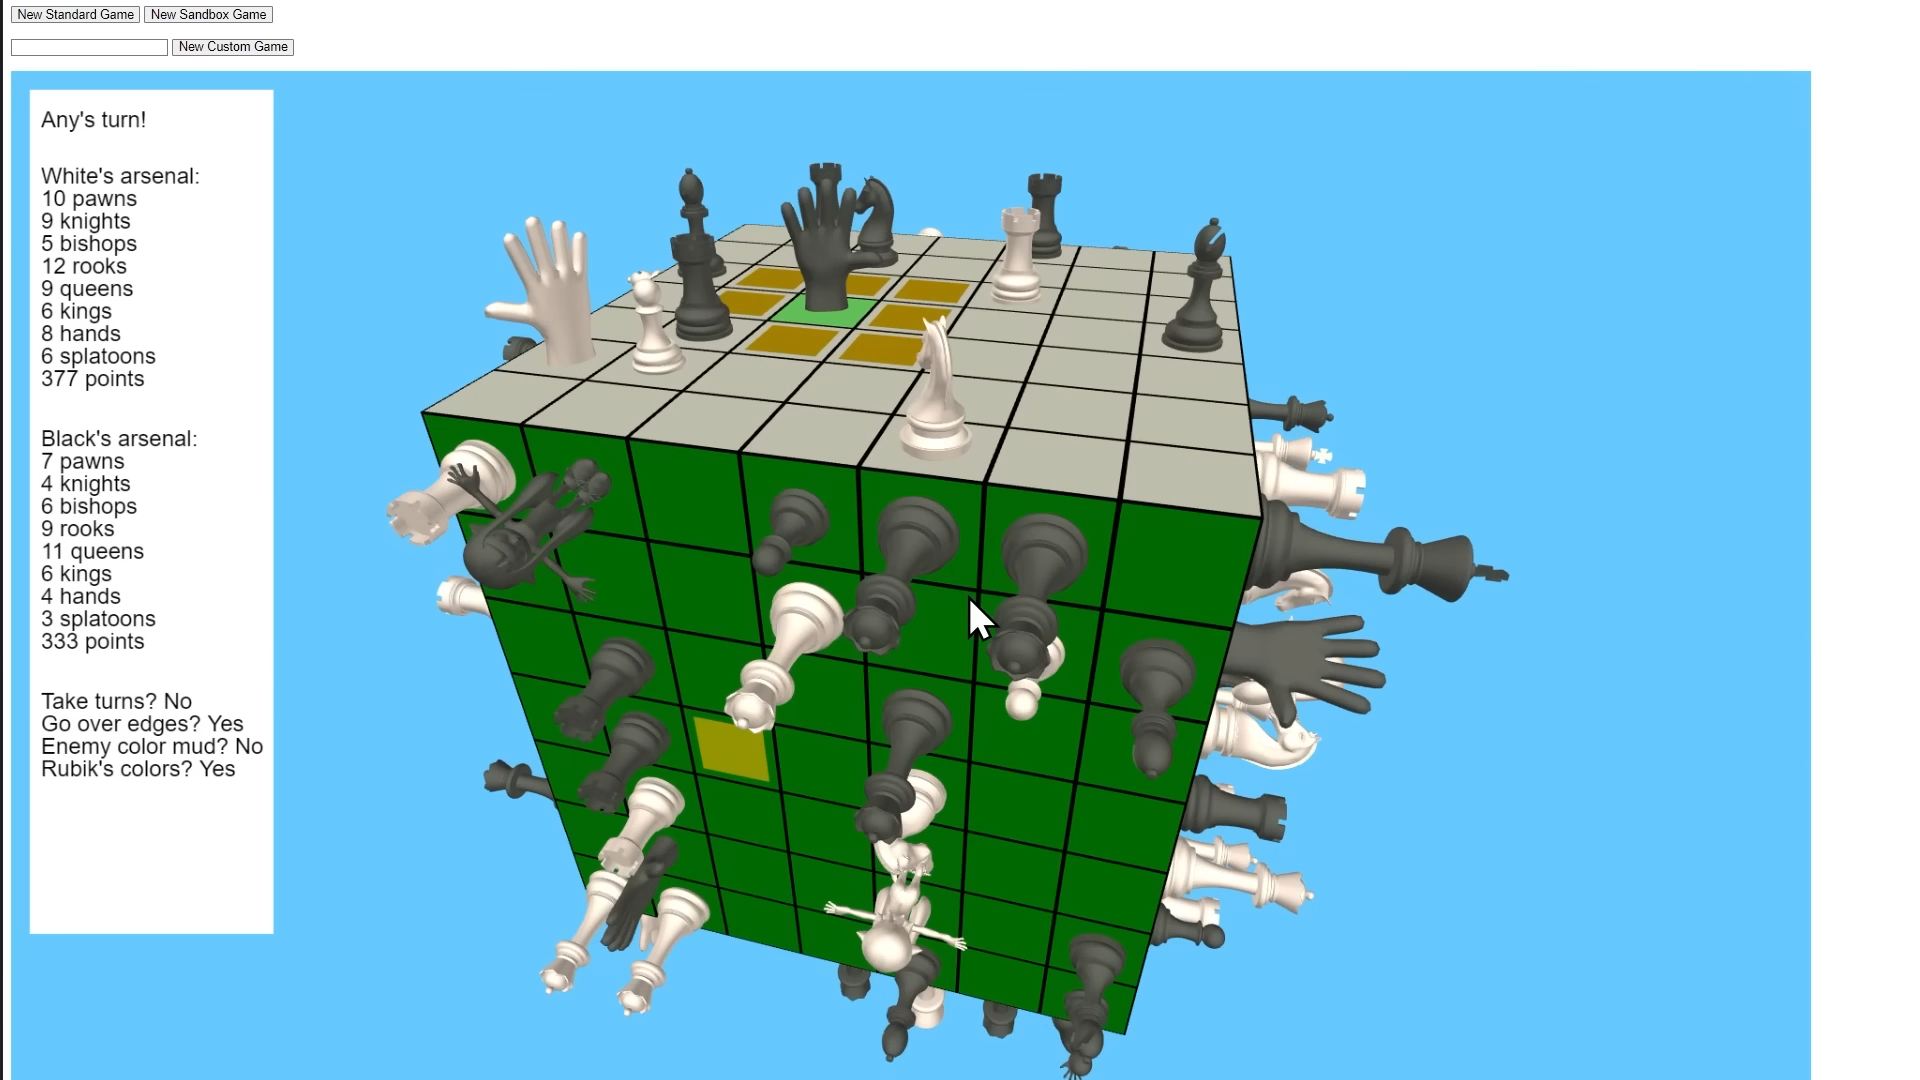 New Standard Game New Sandbox Game
New Custom Game
Any's turn!
White's arsenal:
10 pawns
9 knights
5 bishops
12 rooks
9 queens
6 kings
8 hands
6 splatoons
377 points
Black's arsenal:
7 pawns
4 knights
6 bishops
9 rooks
11 queens
6 kings
4 hands
3 splatoons
333 points
Take turns? No
Go over edges? Yes
Enemy color mud? No
Rubik's colors? Yes